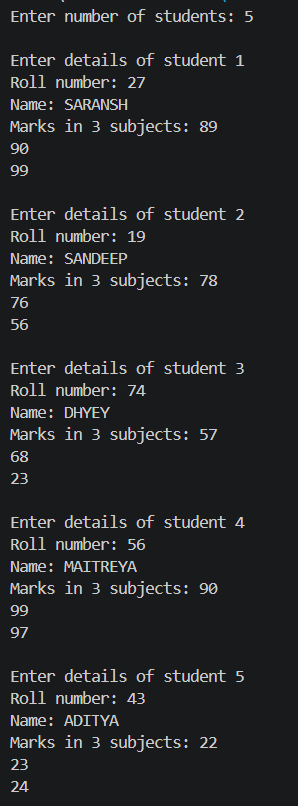 Enter number of students: 5
Enter details of student 1
Roll number: 27
Name: SARANSH
Marks in 3 subjects: 89
90
99
Enter details of student 2
Roll number: 19
Name: SANDEEP
Marks in 3 subjects: 78
76
56
Enter details of student 3
Roll number: 74
Name: DHYEY
Marks in 3 subjects: 57
68
23
Enter details of student 4
Roll number: 56
Name: MAITREYA
Marks in 3 subjects: 90
99
97
Enter details of student 5
Roll number: 43
Name: ADITYA
Marks in 3 subjects: 22
23
24